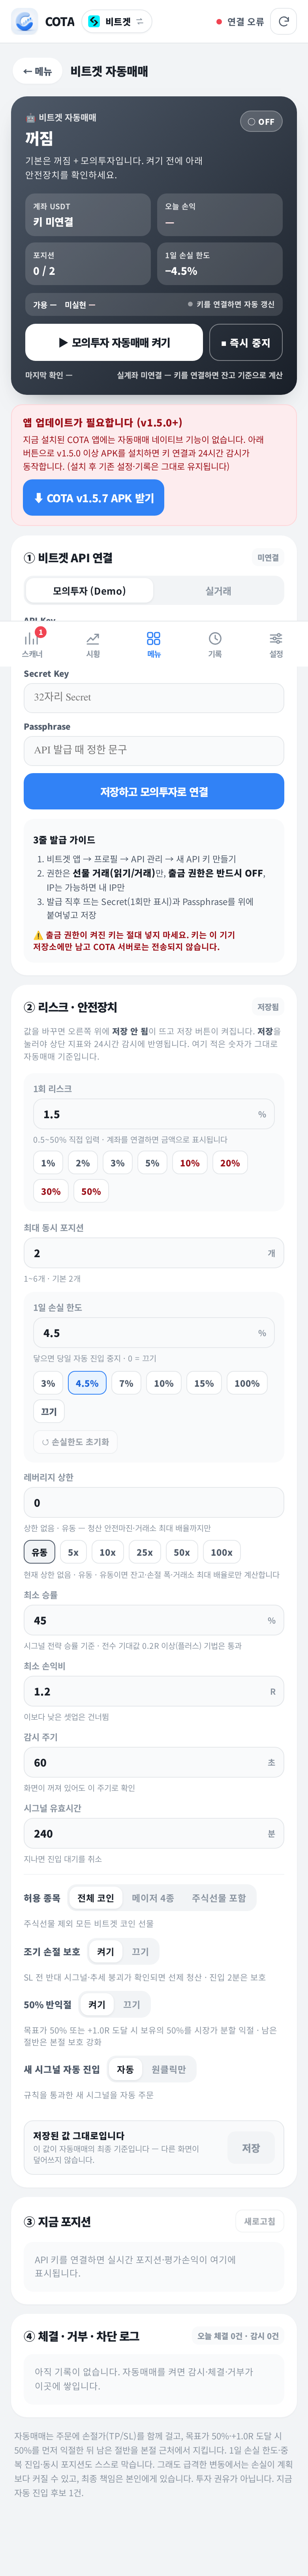 COTA 비트겟 연결 오류
← 메뉴 비트겟 자동매매
🤖 비트겟 자동매매
OFF
꺼짐
기본은 꺼짐 + 모의투자입니다. 켜기 전에 아래
안전장치를 확인하세요.
계좌 USDT
키 미연결
오늘 손익
—
포지션
0 / 2
1일 손실 한도
−4.5%
가용 — 미실현 —
키를 연결하면 자동 갱신
▶ 모의투자 자동매매 켜기
■ 즉시 중지
마지막 확인 —
실계좌 미연결 — 키를 연결하면 잔고 기준으로 계산
앱 업데이트가 필요합니다 (v1.5.0+)
지금 설치된 COTA 앱에는 자동매매 네이티브 기능이 없습니다. 아래
버튼으로 v1.5.0 이상 APK를 설치하면 키 연결과 24시간 감시가
동작합니다. (설치 후 기존 설정·기록은 그대로 유지됩니다)
⬇ COTA v1.5.7 APK 받기
① 비트겟 API 연결
미연결
모의투자 (Demo)
실거래
API Key
1
스캐너
시황
메뉴
기록
설정
Secret Key
32자리 Secret
Passphrase
API 발급 때 정한 문구
저장하고 모의투자로 연결
3줄 발급 가이드
1. 비트겟 앱 → 프로필 → API 관리 → 새 API 키 만들기
2. 권한은 선물 거래(읽기/거래)만, 출금 권한은 반드시 OFF,
IP는 가능하면 내 IP만
3. 발급 직후 뜨는 Secret(1회만 표시)과 Passphrase를 위에
붙여넣고 저장
⚠️ 출금 권한이 켜진 키는 절대 넣지 마세요. 키는 이 기기
저장소에만 남고 COTA 서버로는 전송되지 않습니다.
② 리스크 · 안전장치
저장됨
값을 바꾸면 오른쪽 위에 저장 안 됨이 뜨고 저장 버튼이 켜집니다. 저장을
눌러야 상단 지표와 24시간 감시에 반영됩니다. 여기 적은 숫자가 그대로
자동매매 기준입니다.
1회 리스크
1.5 %
0.5~50% 직접 입력 · 계좌를 연결하면 금액으로 표시됩니다
1% 2% 3% 5% 10% 20%
30% 50%
최대 동시 포지션
2 개
1~6개 · 기본 2개
1일 손실 한도
4.5 %
닿으면 당일 자동 진입 중지 · 0 = 끄기
3% 4.5% 7% 10% 15% 100%
끄기
손실한도 초기화
레버리지 상한
0
상한 없음 · 유동 — 청산 안전마진·거래소 최대 배율까지만
유동 5x 10x 25x 50x 100x
현재 상한 없음 · 유동 · 유동이면 잔고·손절 폭·거래소 최대 배율로만 계산합니다
최소 승률
45 %
시그널 전략 승률 기준 · 전수 기대값 0.2R 이상(플러스) 기법은 통과
최소 손익비
1.2 R
이보다 낮은 셋업은 건너뜀
감시 주기
60 초
화면이 꺼져 있어도 이 주기로 확인
시그널 유효시간
240 분
지나면 진입 대기를 취소
허용 종목 전체 코인 메이저 4종 주식선물 포함
주식선물 제외 모든 비트겟 코인 선물
조기 손절 보호 켜기 끄기
SL 전 반대 시그널·추세 붕괴가 확인되면 선제 청산 · 진입 2분은 보호
50% 반익절 켜기 끄기
목표가 50% 또는 +1.0R 도달 시 보유의 50%를 시장가 분할 익절 · 남은
절반은 본절 보호 강화
새 시그널 자동 진입 자동 원클릭만
규칙을 통과한 새 시그널을 자동 주문
저장된 값 그대로입니다
이 값이 자동매매의 최종 기준입니다 — 다른 화면이
덮어쓰지 않습니다.
저장
③ 지금 포지션
새로고침
API 키를 연결하면 실시간 포지션·평가손익이 여기에
표시됩니다.
④ 체결 · 거부 · 차단 로그
오늘 체결 0건 · 감시 0건
아직 기록이 없습니다. 자동매매를 켜면 감시·체결·거부가
이곳에 쌓입니다.
자동매매는 주문에 손절가(TP/SL)를 함께 걸고, 목표가 50%·+1.0R 도달 시
50%를 먼저 익절한 뒤 남은 절반을 본절 근처에서 지킵니다. 1일 손실 한도·중
복 진입·동시 포지션도 스스로 막습니다. 그래도 급격한 변동에서는 손실이 계획
보다 커질 수 있고, 최종 책임은 본인에게 있습니다. 투자 권유가 아닙니다. 지금
자동 진입 후보 1건.